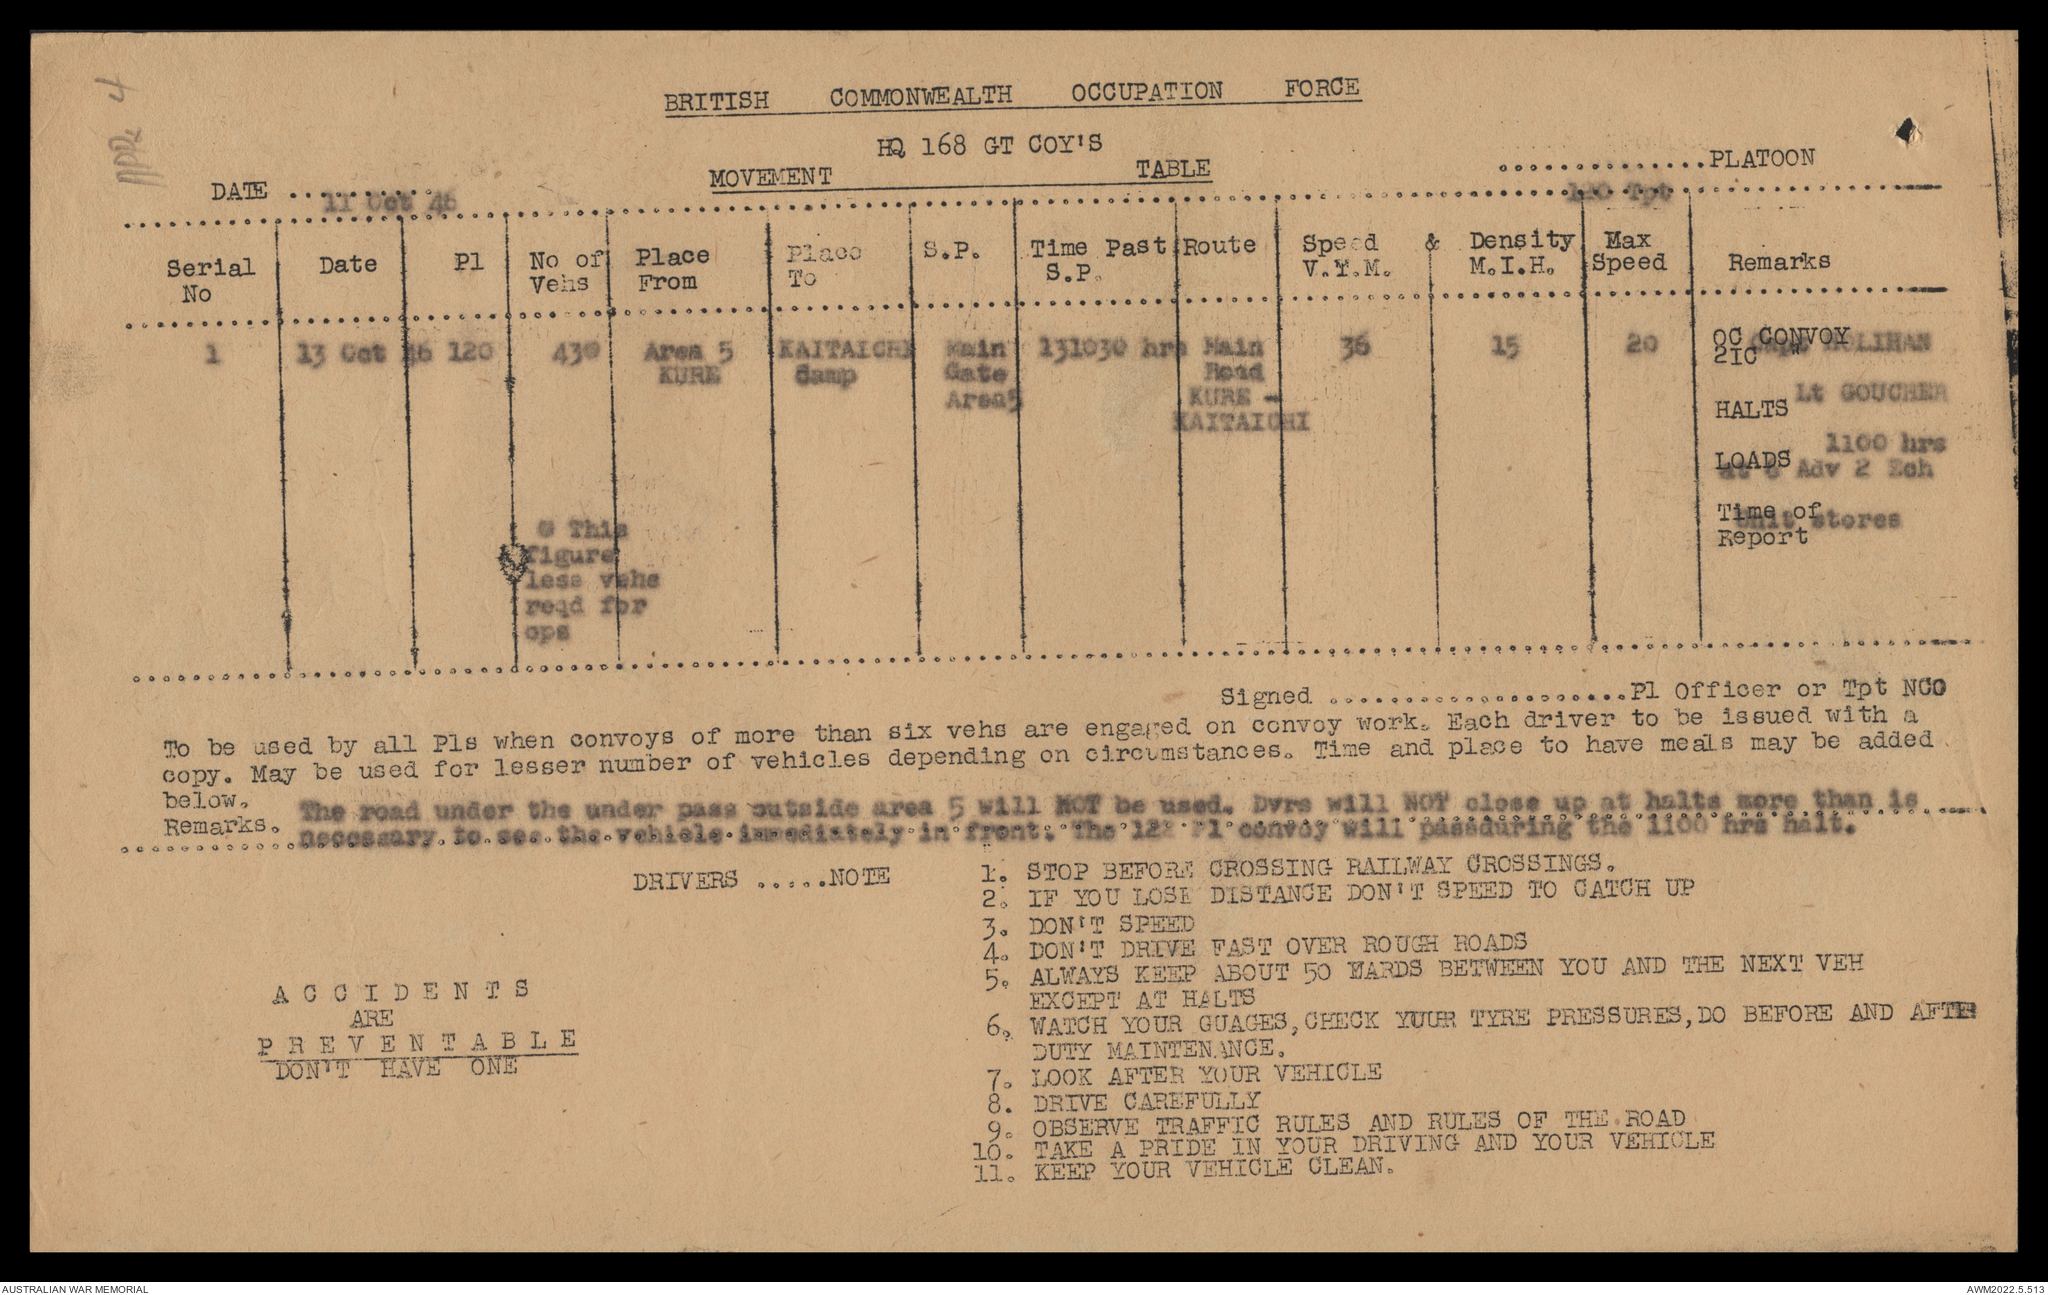 APPx 4
BRITISH COMMONWEALTH OCCUPATION FORCE
HQ 168 GT COY'S
MOVEMENT TABLE
..............PLATOON
120 Tpt
DATE ..........
11 Oct 46
Serial No | Date | Pl | No of Vehs | Place From | Place To | S.P. | Time Past S.P. | Route | Speed V.T.M. & Density M.I.H. | Max Speed | Remarks
1 | 13 Oct 46 | 120 | 43@ | Area 5 KURE | KAITAICHI Camp | Main Gate Area5 | 131030 hrs | Main Road KURE - KAITAICHI | 36 | 15 | 20
OC CONVOY Capt HOLIHAN
2IC " Lt GOUCHER
HALTS 1100 hrs
LOADS at 8 Adv 2 Ech
Unit stores
Time of
Report
@ This
figure
less vehs
reqd for
ops
Signed ....................Pl Officer or Tpt NCO
To be used by all Pls when convoys of more than six vehs are engaged on convoy work. Each driver to be issued with a
copy. May be used for lesser number of vehicles depending on circumstances. Time and place to have meals may be added
below.
Remarks. The road under the under pass outside area 5 will NOT be used. Dvrs will NOT close up at halts more than is
necessary to see the vehicle immediately in front. The 122 Pl convoy will passduring the 1100 hrs halt.
DRIVERS .....NOTE
1. STOP BEFORE CROSSING RAILWAY CROSSINGS.
2. IF YOU LOSE DISTANCE DON'T SPEED TO CATCH UP
3. DON'T SPEED
4. DON'T DRIVE FAST OVER ROUGH ROADS
5. ALWAYS KEEP ABOUT 50 YARDS BETWEEN YOU AND THE NEXT VEH
EXCEPT AT HALTS
6. WATCH YOUR GUAGES,CHECK YUUR TYRE PRESSURES,DO BEFORE AND AFTER
DUTY MAINTENANCE.
7. LOOK AFTER YOUR VEHICLE
8. DRIVE CAREFULLY
9. OBSERVE TRAFFIC RULES AND RULES OF THE ROAD
10. TAKE A PRIDE IN YOUR DRIVING AND YOUR VEHICLE
11. KEEP YOUR VEHICLE CLEAN.
A C C I D E N T S
ARE
P R E V E N T A B L E
DON'T HAVE ONE
AUSTRALIAN WAR MEMORIAL
AWM2022.5.513